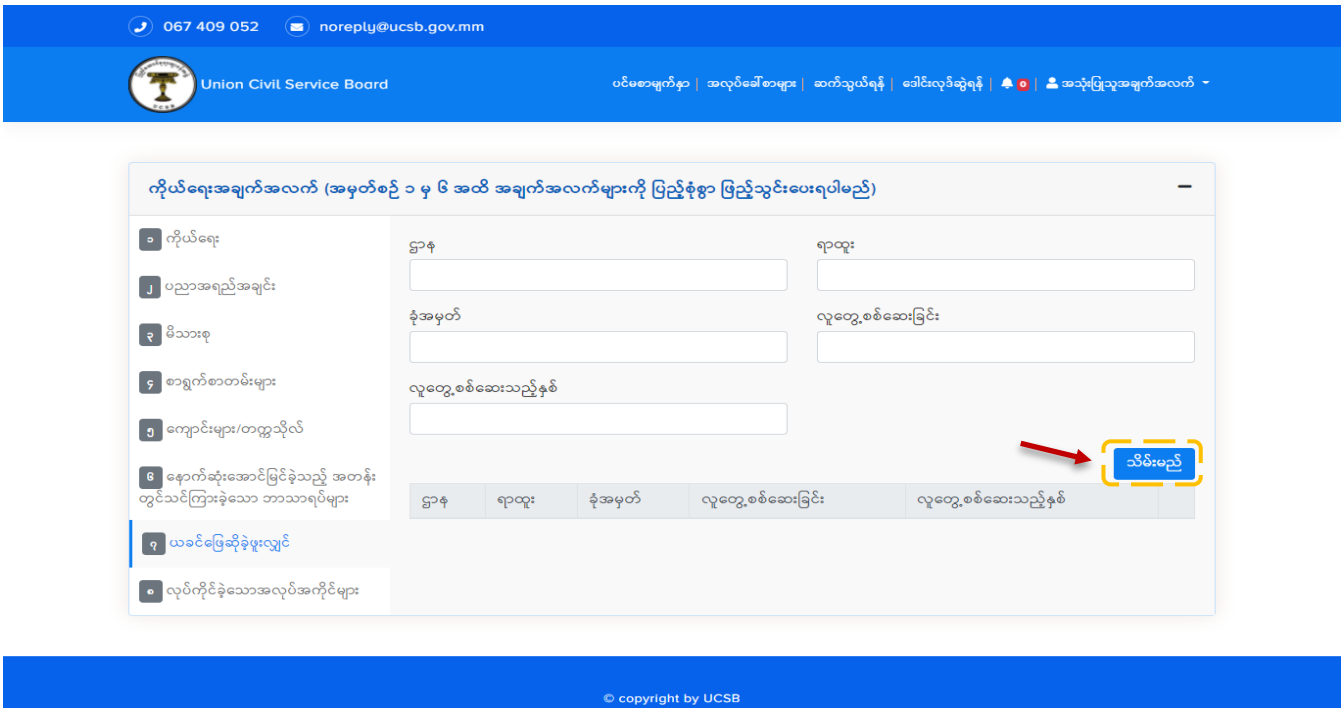 067 409 052 noreply@ucsb.gov.mm
Union Civil Service Board
ပင်မစာမျက်နှာ | အလုပ်ခေါ်စာများ | ဆက်သွယ်ရန် | ဒေါင်းလုဒ်ဆွဲရန် | 0 | အသုံးပြုသူအချက်အလက်
ကိုယ်ရေးအချက်အလက် (အမှတ်စဉ် ၁ မှ ၆ အထိ အချက်အလက်များကို ပြည့်စုံစွာ ဖြည့်သွင်းပေးရပါမည်)
၁ ကိုယ်ရေး
၂ ပညာအရည်အချင်း
၃ မိသားစု
၄ စာရွက်စာတမ်းများ
၅ ကျောင်းများ/တက္ကသိုလ်
၆ နောက်ဆုံးအောင်မြင်ခဲ့သည့် အတန်း
တွင်သင်ကြားခဲ့သော ဘာသာရပ်များ
၇ ယခင်ဖြေဆိုခဲ့ဖူးလျှင်
၈ လုပ်ကိုင်ခဲ့သောအလုပ်အကိုင်များ
ဌာန ရာထူး
ခုံအမှတ် လူတွေ့စစ်ဆေးခြင်း
လူတွေ့စစ်ဆေးသည့်နှစ်
သိမ်းမည်
ဌာန ရာထူး ခုံအမှတ် လူတွေ့စစ်ဆေးခြင်း လူတွေ့စစ်ဆေးသည့်နှစ်
© copyright by UCSB